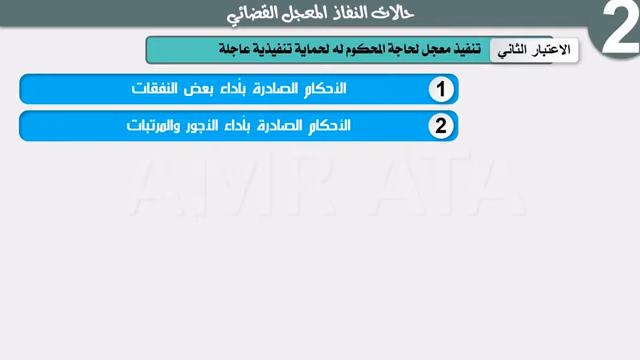 2
حالات النفاذ المعجل القضائي
الاعتبار الثاني تنفيذ معجل لحاجة المحكوم له لحماية تنفيذية عاجلة
1 الأحكام الصادرة بأداء بعض النفقات
2 الأحكام الصادرة بأداء الأجور والمرتبات
AMR ATA